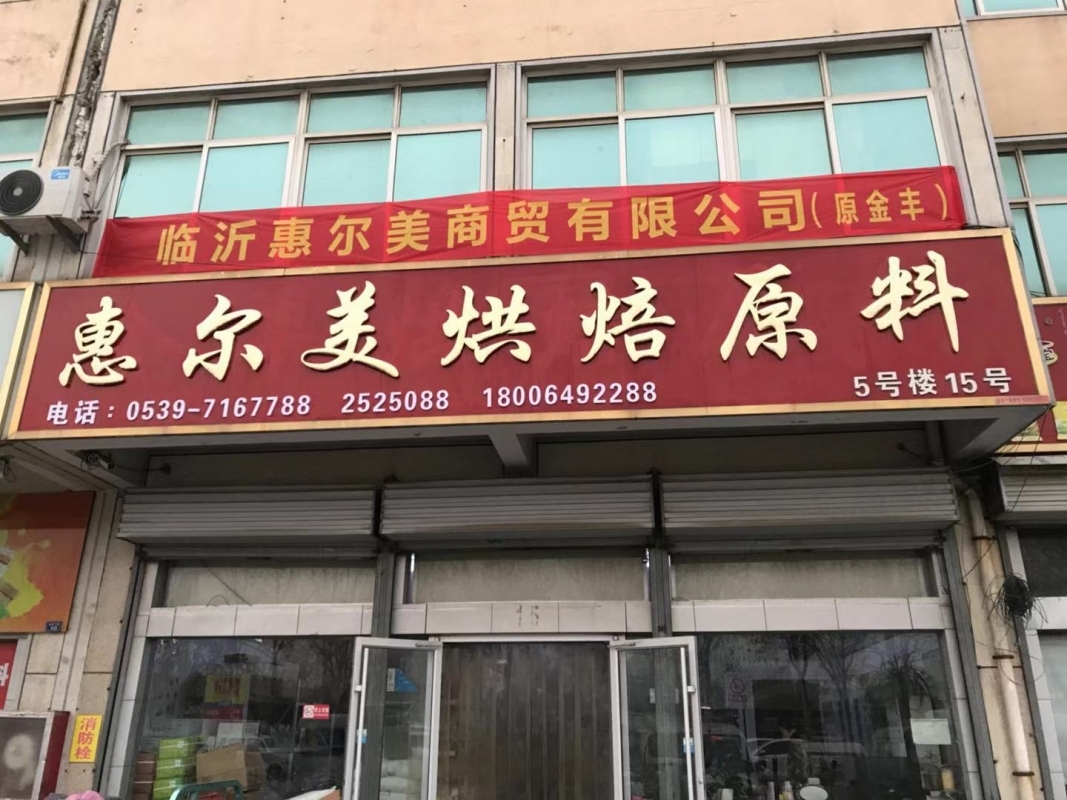 临沂惠尔美商贸有限公司(原金丰)
惠尔美烘焙原料
电话：0539-7167788 2525088 18006492288
5号楼15号
15
消防栓